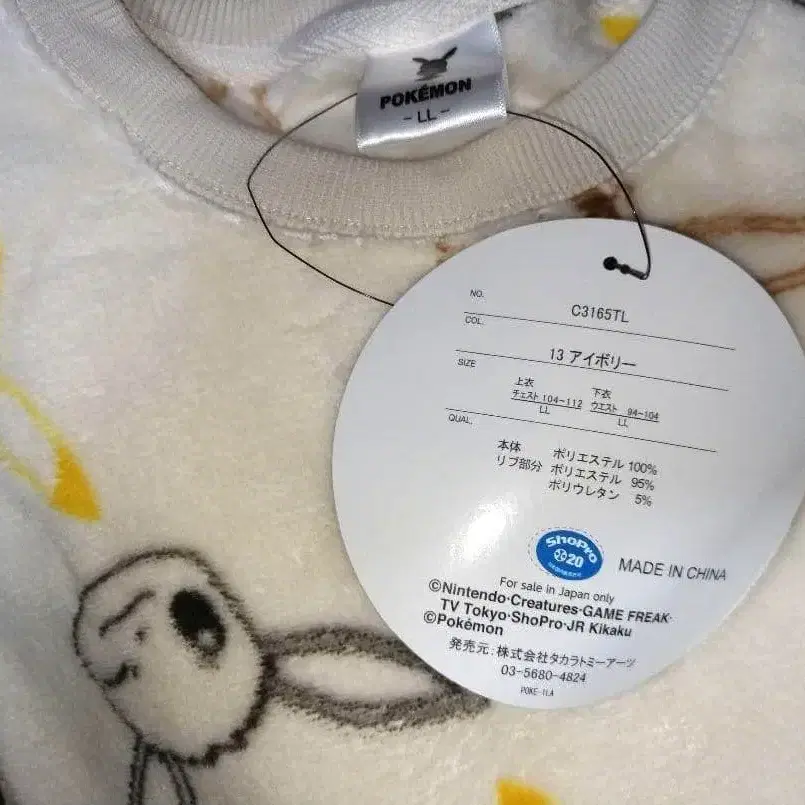 POKÉMON
- LL -
NO. C3165TL
COL. 13 アイボリー
SIZE 上衣 下衣
チェスト 104-112 ウエスト 94-104
LL LL
QUAL. 本体 ポリエステル 100%
リブ部分 ポリエステル 95%
ポリウレタン 5%
ShoPro
20
MADE IN CHINA
For sale in Japan only
©Nintendo·Creatures·GAME FREAK·
TV Tokyo·ShoPro·JR Kikaku
©Pokémon
発売元:株式会社タカラトミーアーツ
03-5680-4824
POKE-1LA